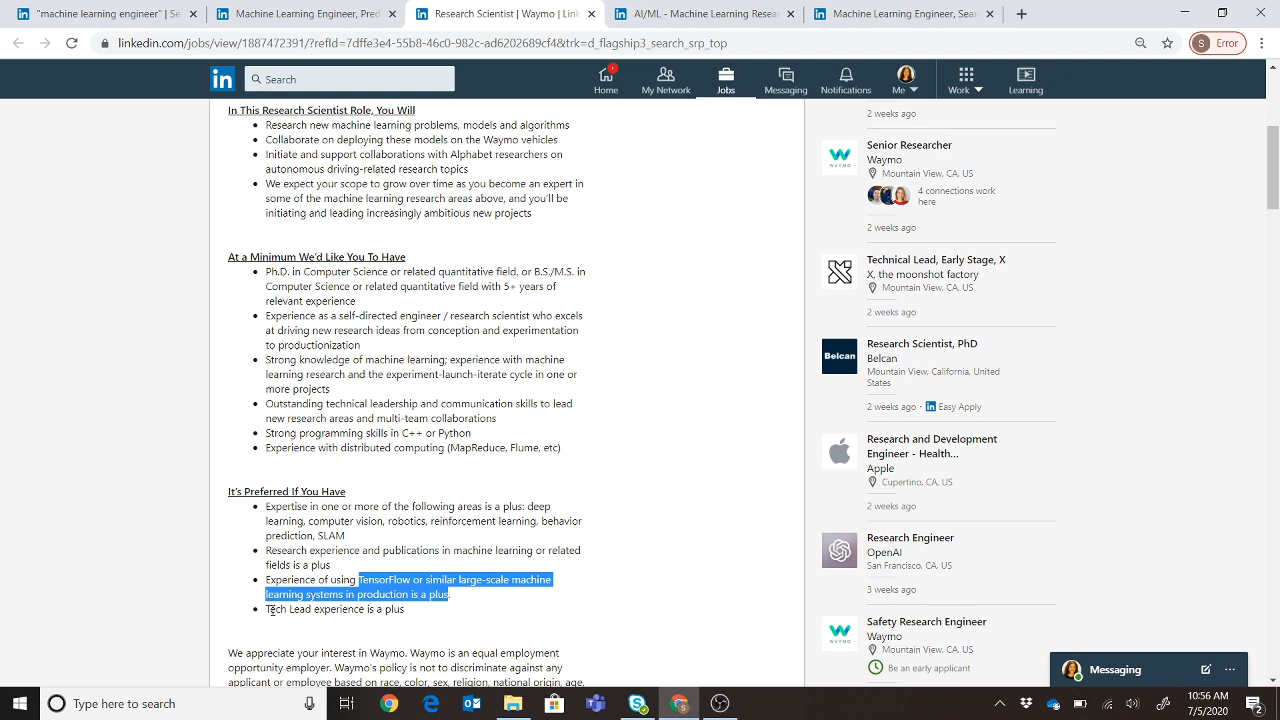 "machine learning engineer" | Se
Machine Learning Engineer, Pred
Research Scientist | Waymo | Link
AI/ML - Machine Learning Resear
Machine Learning Engineer, Sear
linkedin.com/jobs/view/1887472391/?refId=7dffe3e4-55b8-46c0-982c-ad6202689cf4&trk=d_flagship3_search_srp_top
S Error
in
Search
Home
My Network
Jobs
Messaging
Notifications
Me
Work
Learning
In This Research Scientist Role, You Will
• Research new machine learning problems, models and algorithms
• Collaborate on deploying these models on the Waymo vehicles
• Initiate and support collaborations with Alphabet researchers on
autonomous driving-related research topics
• We expect your scope to grow over time as you become an expert in
some of the machine learning research areas above, and you'll be
initiating and leading increasingly ambitious new projects
At a Minimum We'd Like You To Have
• Ph.D. in Computer Science or related quantitative field, or B.S./M.S. in
Computer Science or related quantitative field with 5+ years of
relevant experience
• Experience as a self-directed engineer / research scientist who excels
at driving new research ideas from conception and experimentation
to productionization
• Strong knowledge of machine learning; experience with machine
learning research and the experiment-launch-iterate cycle in one or
more projects
• Outstanding technical leadership and communication skills to lead
new research areas and multi-team collaborations
• Strong programming skills in C++ or Python
• Experience with distributed computing (MapReduce, Flume, etc)
It's Preferred If You Have
• Expertise in one or more of the following areas is a plus: deep
learning, computer vision, robotics, reinforcement learning, behavior
prediction, SLAM
• Research experience and publications in machine learning or related
fields is a plus
• Experience of using TensorFlow or similar large-scale machine
learning systems in production is a plus.
• Tech Lead experience is a plus
We appreciate your interest in Waymo. Waymo is an equal employment
opportunity employer. Waymo's policy is not to discriminate against any
applicant or employee based on race, color, sex, religion, national origin, age,
2 weeks ago
WAYMO
Senior Researcher
Waymo
Mountain View, CA, US
4 connections work
here
2 weeks ago
Technical Lead, Early Stage, X
X, the moonshot factory
Mountain View, CA, US
2 weeks ago
Belcan
Research Scientist, PhD
Belcan
Mountain View, California, United
States
2 weeks ago · in Easy Apply
Research and Development
Engineer - Health...
Apple
Cupertino, CA, US
2 weeks ago
Research Engineer
OpenAI
San Francisco, CA, US
3 weeks ago
WAYMO
Safety Research Engineer
Waymo
Mountain View, CA, US
Be an early applicant
Messaging
Type here to search
10:56 AM
7/5/2020
2